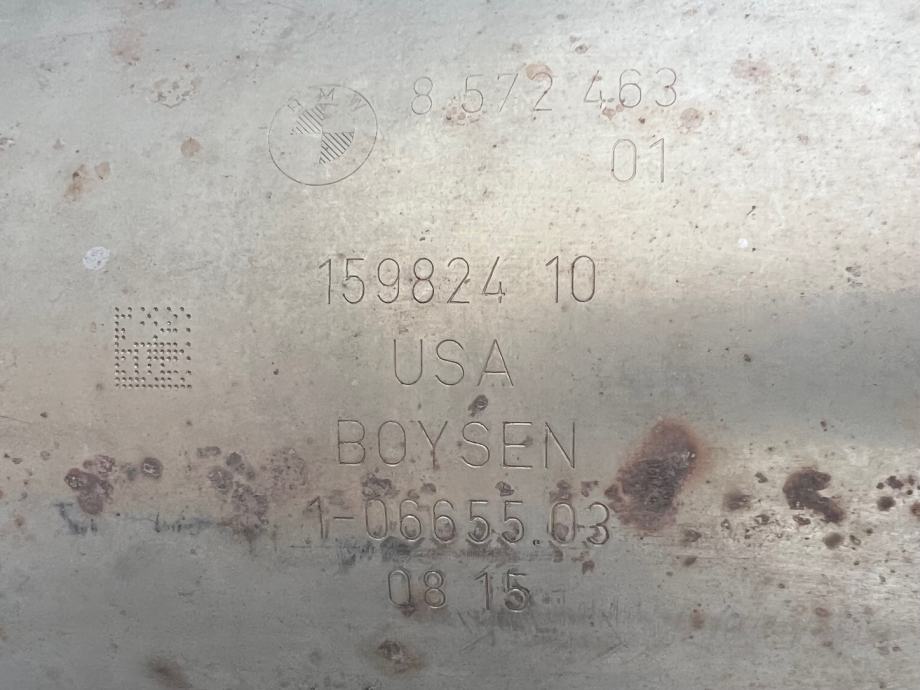 BMW
8 572 463
01
159824 10
USA
BOYSEN
1-06655.03
08 15